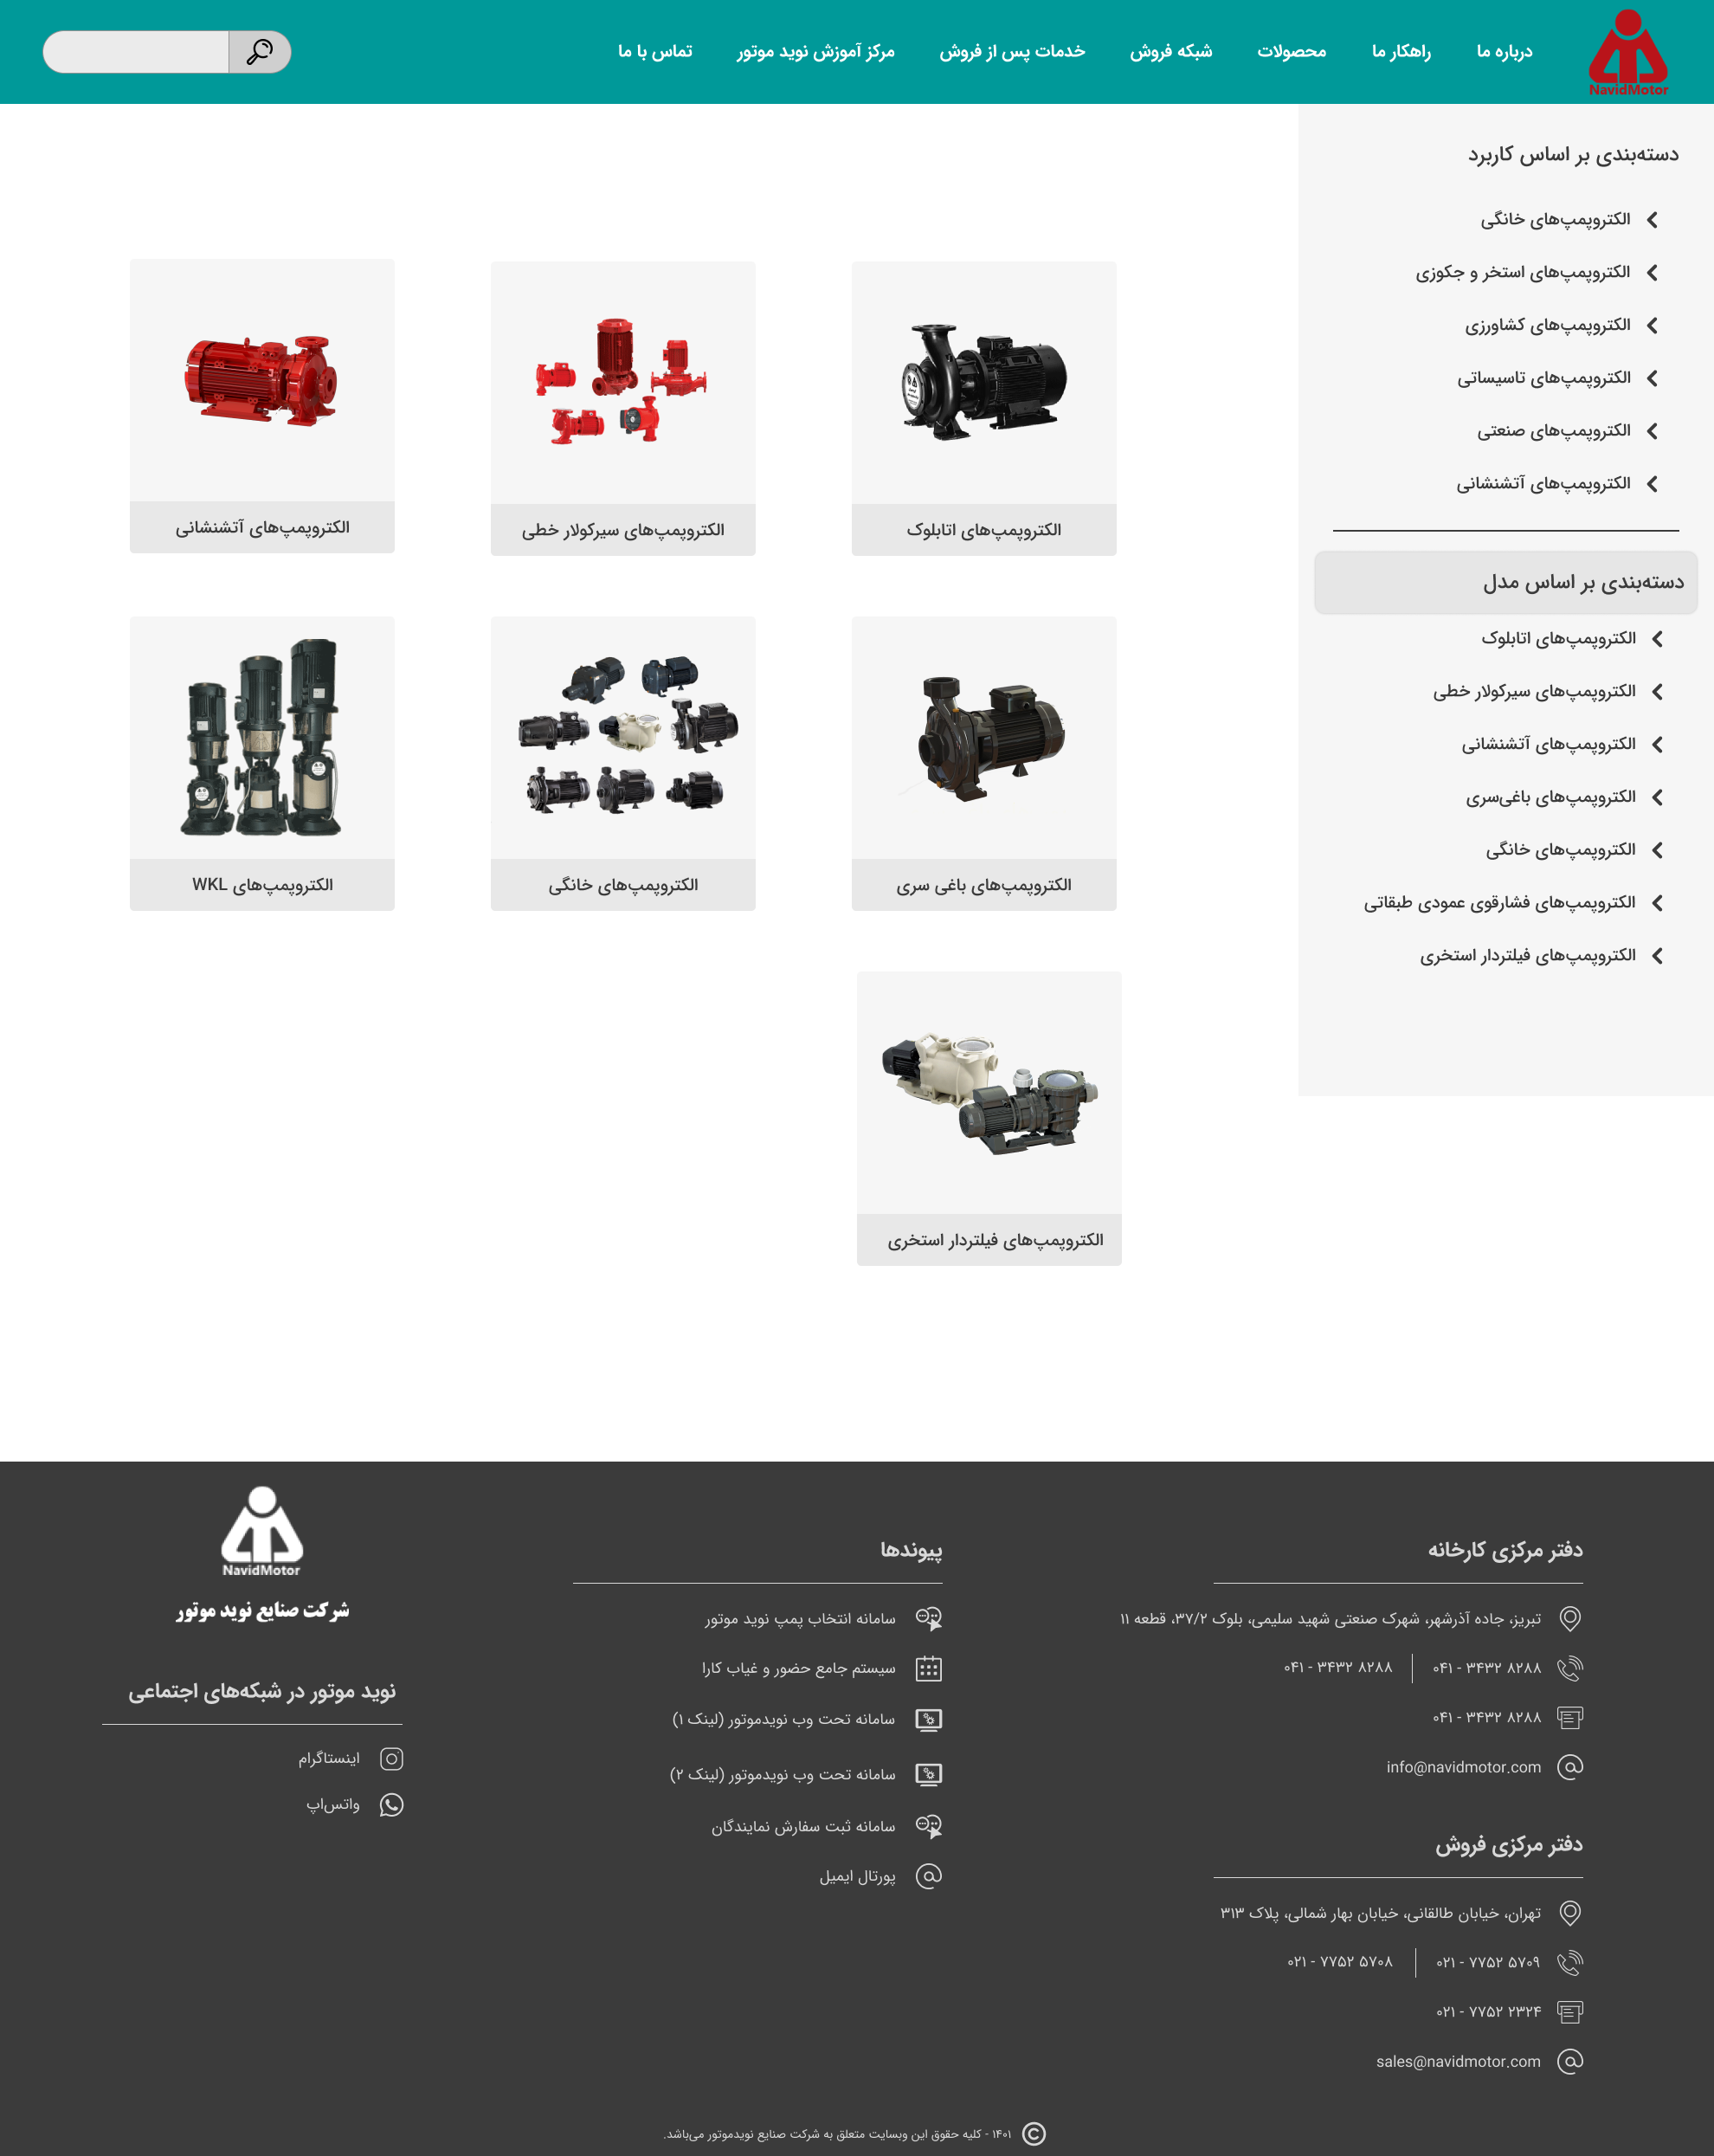 NavidMotor
درباره ما
راهکار ما
محصولات
شبکه فروش
خدمات پس از فروش
مرکز آموزش نوید موتور
تماس با ما
دسته‌بندی بر اساس کاربرد
الکتروپمپ‌های خانگی
الکتروپمپ‌های استخر و جکوزی
الکتروپمپ‌های کشاورزی
الکتروپمپ‌های تاسیساتی
الکتروپمپ‌های صنعتی
الکتروپمپ‌های آتشنشانی
دسته‌بندی بر اساس مدل
الکتروپمپ‌های اتابلوک
الکتروپمپ‌های سیرکولار خطی
الکتروپمپ‌های آتشنشانی
الکتروپمپ‌های باغی‌سری
الکتروپمپ‌های خانگی
الکتروپمپ‌های فشارقوی عمودی طبقاتی
الکتروپمپ‌های فیلتردار استخری
الکتروپمپ‌های اتابلوک
الکتروپمپ‌های سیرکولار خطی
الکتروپمپ‌های آتشنشانی
الکتروپمپ‌های باغی سری
الکتروپمپ‌های خانگی
الکتروپمپ‌های WKL
الکتروپمپ‌های فیلتردار استخری
دفتر مرکزی کارخانه
تبریز، جاده آذرشهر، شهرک صنعتی شهید سلیمی، بلوک ۳۷/۲، قطعه ۱۱
۰۴۱ - ۳۴۳۲ ۸۲۸۸ | ۰۴۱ - ۳۴۳۲ ۸۲۸۸
۰۴۱ - ۳۴۳۲ ۸۲۸۸
info@navidmotor.com
دفتر مرکزی فروش
تهران، خیابان طالقانی، خیابان بهار شمالی، پلاک ۳۱۳
۰۲۱ - ۷۷۵۲ ۵۷۰۹ | ۰۲۱ - ۷۷۵۲ ۵۷۰۸
۰۲۱ - ۷۷۵۲ ۲۳۲۴
sales@navidmotor.com
پیوندها
سامانه انتخاب پمپ نوید موتور
سیستم جامع حضور و غیاب کارا
سامانه تحت وب نویدموتور (لینک ۱)
سامانه تحت وب نویدموتور (لینک ۲)
سامانه ثبت سفارش نمایندگان
پورتال ایمیل
NavidMotor
شرکت صنایع نوید موتور
نوید موتور در شبکه‌های اجتماعی
اینستاگرام
واتس‌اپ
© ۱۴۰۱ - کلیه حقوق این وبسایت متعلق به شرکت صنایع نویدموتور می‌باشد.